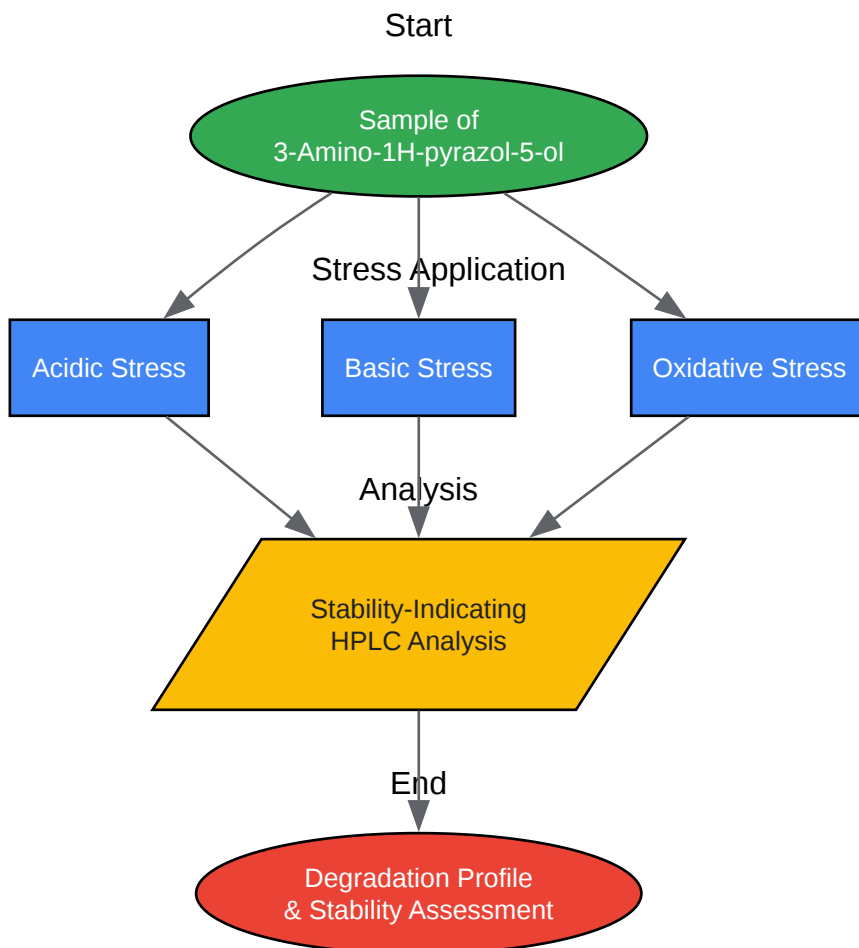 Start
Sample of
3-Amino-1H-pyrazol-5-ol
Stress Application
Acidic Stress
Basic Stress
Oxidative Stress
Analysis
Stability-Indicating
HPLC Analysis
End
Degradation Profile
& Stability Assessment